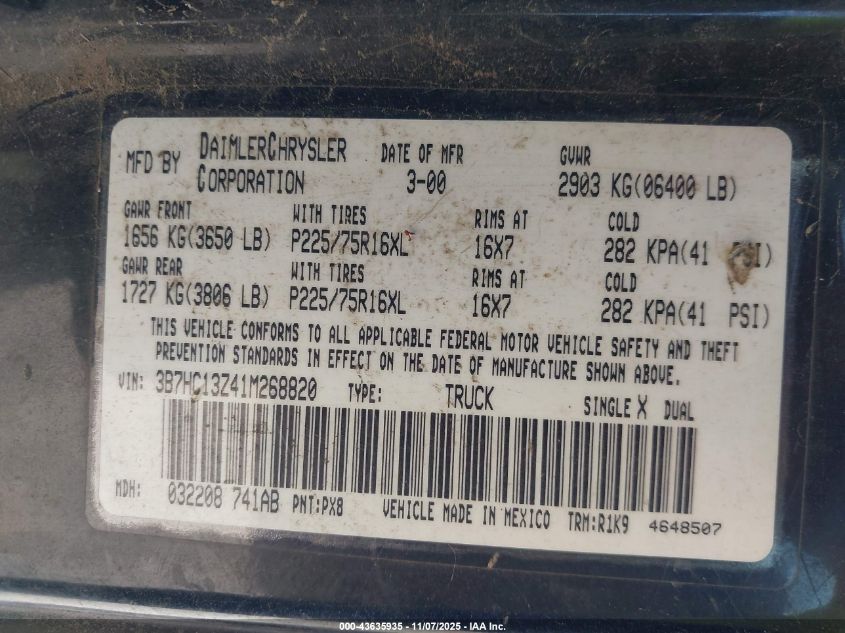 MFD BY DAIMLERCHRYSLER CORPORATION DATE OF MFR 3-00 GVWR 2903 KG(06400 LB)
GAWR FRONT WITH TIRES RIMS AT COLD
1656 KG(3650 LB) P225/75R16XL 16X7 282 KPA(41 PSI)
GAWR REAR WITH TIRES RIMS AT COLD
1727 KG(3806 LB) P225/75R16XL 16X7 282 KPA(41 PSI)
THIS VEHICLE CONFORMS TO ALL APPLICABLE FEDERAL MOTOR VEHICLE SAFETY AND THEFT
PREVENTION STANDARDS IN EFFECT ON THE DATE OF MANUFACTURE SHOWN ABOVE.
VIN: 3B7HC13Z41M268820 TYPE: TRUCK SINGLE X DUAL
MDH: 032208 741AB PNT:PX8 VEHICLE MADE IN MEXICO TRM:R1K9 4648507
000-43635935 - 11/07/2025 - IAA Inc.